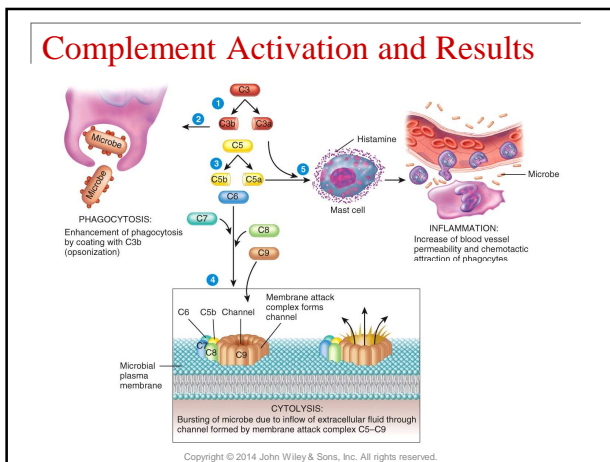 Complement Activation and Results
C3
1
2
C3b
C3a
C5
3
5
C5b
C5a
C6
C7
C8
C9
4
Microbe
Microbe
PHAGOCYTOSIS:
Enhancement of phagocytosis
by coating with C3b
(opsonization)
Histamine
Mast cell
Microbe
INFLAMMATION:
Increase of blood vessel
permeability and chemotactic
attraction of phagocytes
Membrane attack
complex forms
channel
C6
C5b
Channel
C7
C8
C9
Microbial
plasma
membrane
CYTOLYSIS:
Bursting of microbe due to inflow of extracellular fluid through
channel formed by membrane attack complex C5–C9
Copyright © 2014 John Wiley & Sons, Inc. All rights reserved.